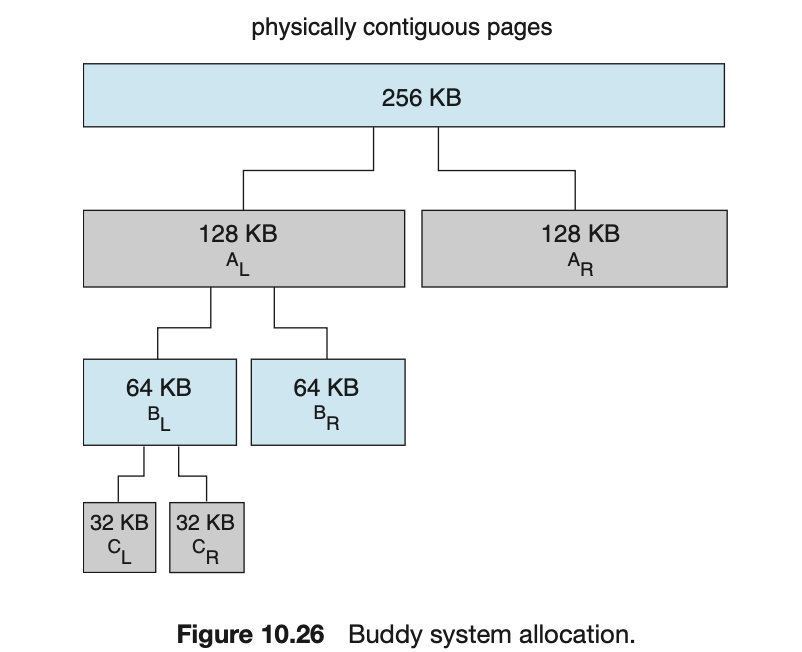 physically contiguous pages
256 KB
128 KB
AL
128 KB
AR
64 KB
BL
64 KB
BR
32 KB
CL
32 KB
CR
Figure 10.26 Buddy system allocation.